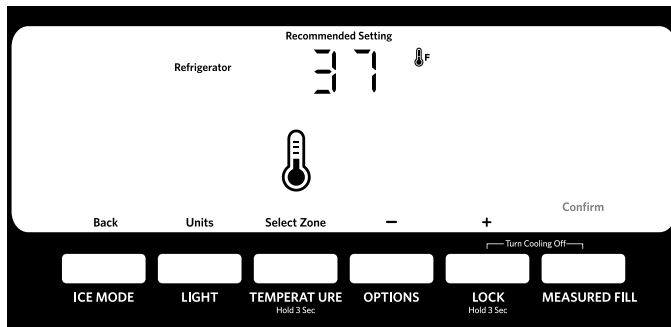 Recommended Setting
Refrigerator 37 F
Back Units Select Zone − + Confirm
Turn Cooling Off
ICE MODE LIGHT TEMPERAT URE OPTIONS LOCK MEASURED FILL
Hold 3 Sec Hold 3 Sec